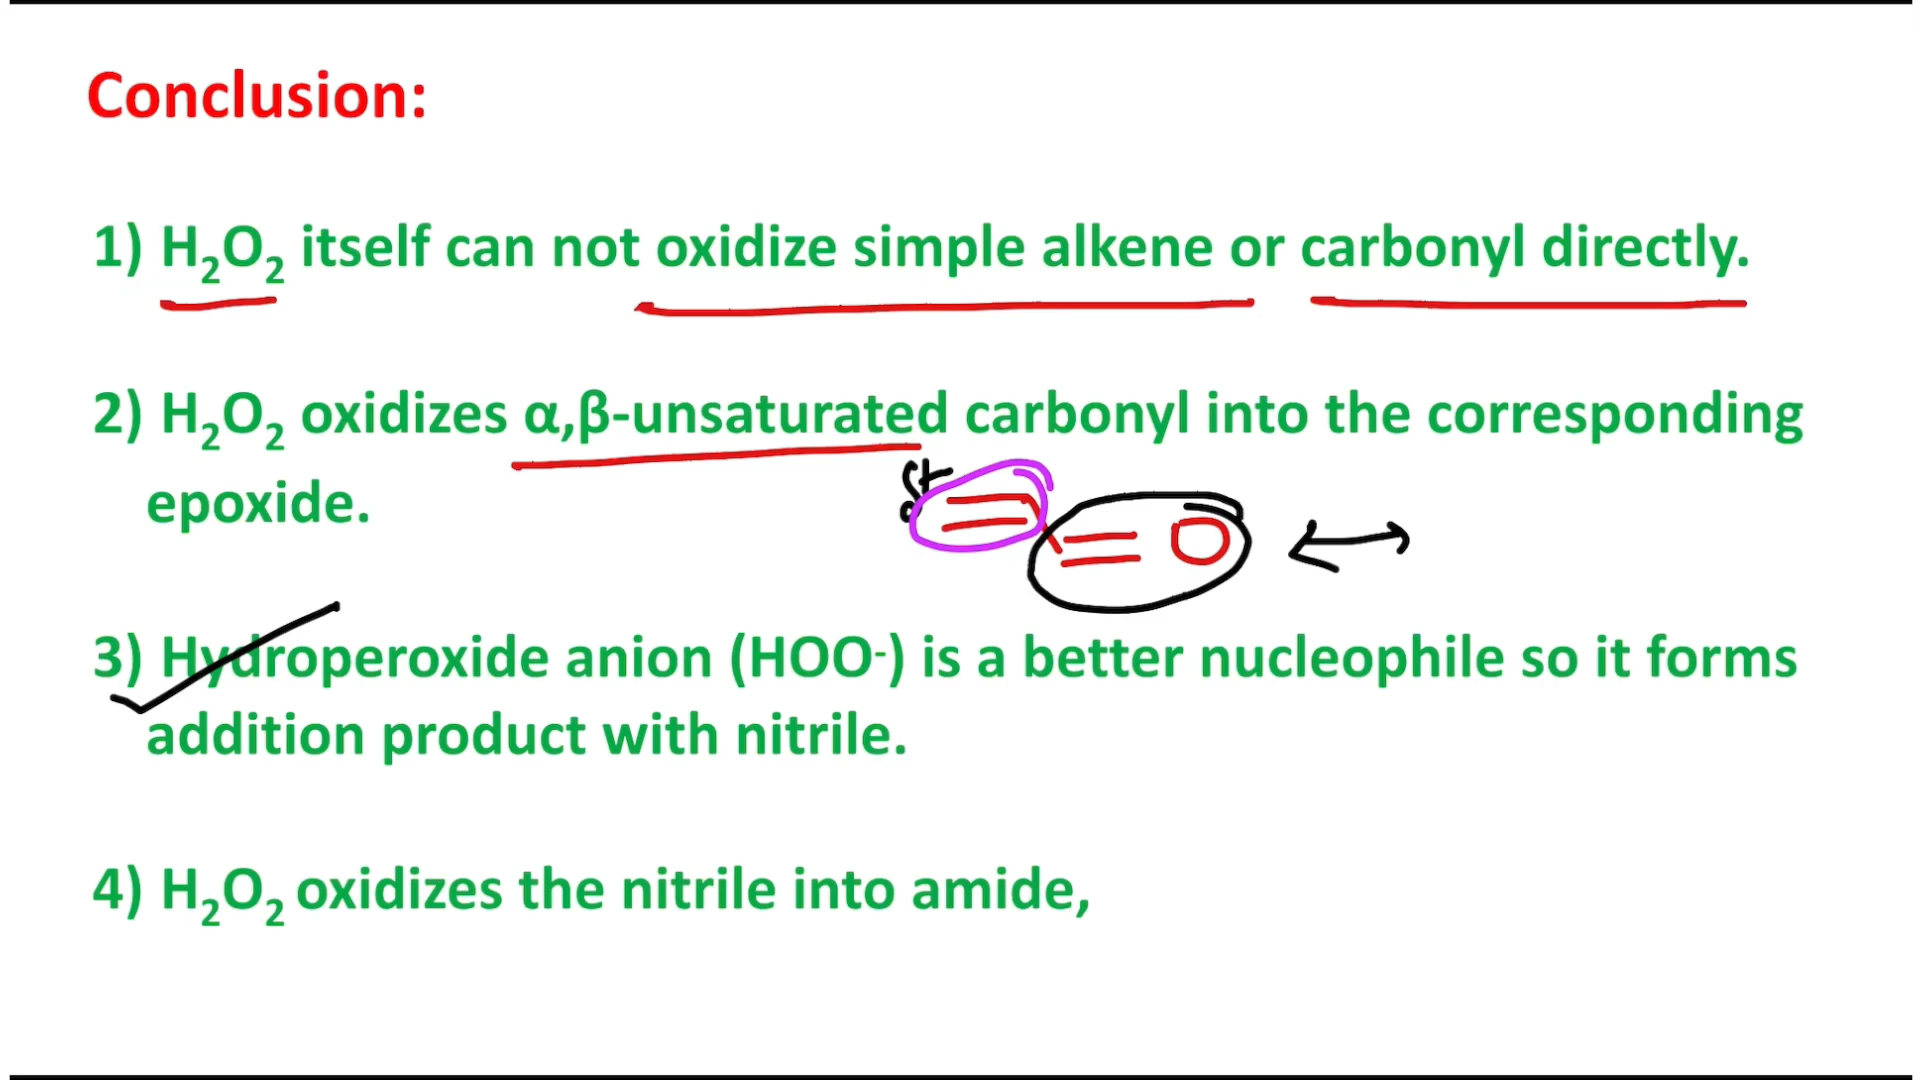 Conclusion:
1) H₂O₂ itself can not oxidize simple alkene or carbonyl directly.
2) H₂O₂ oxidizes α,β-unsaturated carbonyl into the corresponding
epoxide.
δ+
= = O ↔
3) Hydroperoxide anion (HOO⁻) is a better nucleophile so it forms
addition product with nitrile.
4) H₂O₂ oxidizes the nitrile into amide,